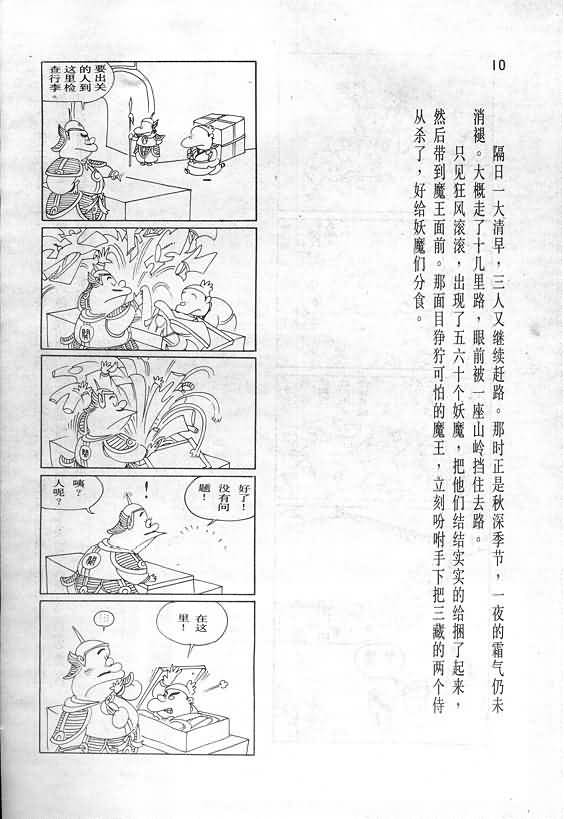 10
隔日一大清早，三人又继续赶路。那时正是秋深季节，一夜的霜气仍未
消褪。大概走了十几里路，眼前被一座山岭挡住去路。
只见狂风滚滚，出现了五六十个妖魔，把他们结结实实的给捆了起来，
然后带到魔王面前。那面目狰狞可怕的魔王，立刻吩咐手下把三藏的两个侍
从杀了，好给妖魔们分食。
要出关
的人到
这里检
查行李
關
好了！
没有问
题！
！
咦？
人呢？
關
在这
里！